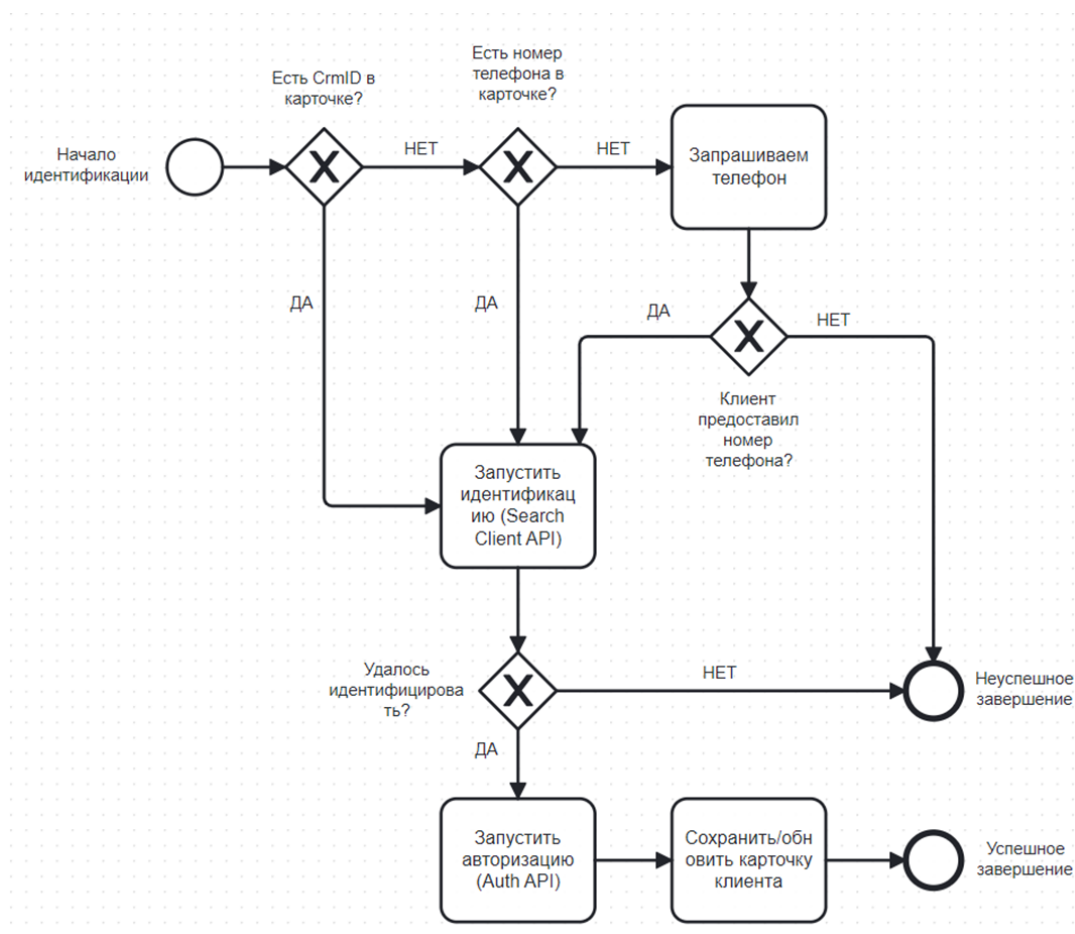 Есть CrmID в
карточке?
Есть номер
телефона в
карточке?
Начало
идентификации
НЕТ
НЕТ
Запрашиваем
телефон
ДА
ДА
ДА
НЕТ
Клиент
предоставил
номер
телефона?
Запустить
идентификац
ию (Search
Client API)
Удалось
идентифицирова
ть?
НЕТ
Неуспешное
завершение
ДА
Запустить
авторизацию
(Auth API)
Сохранить/обн
овить карточку
клиента
Успешное
завершение